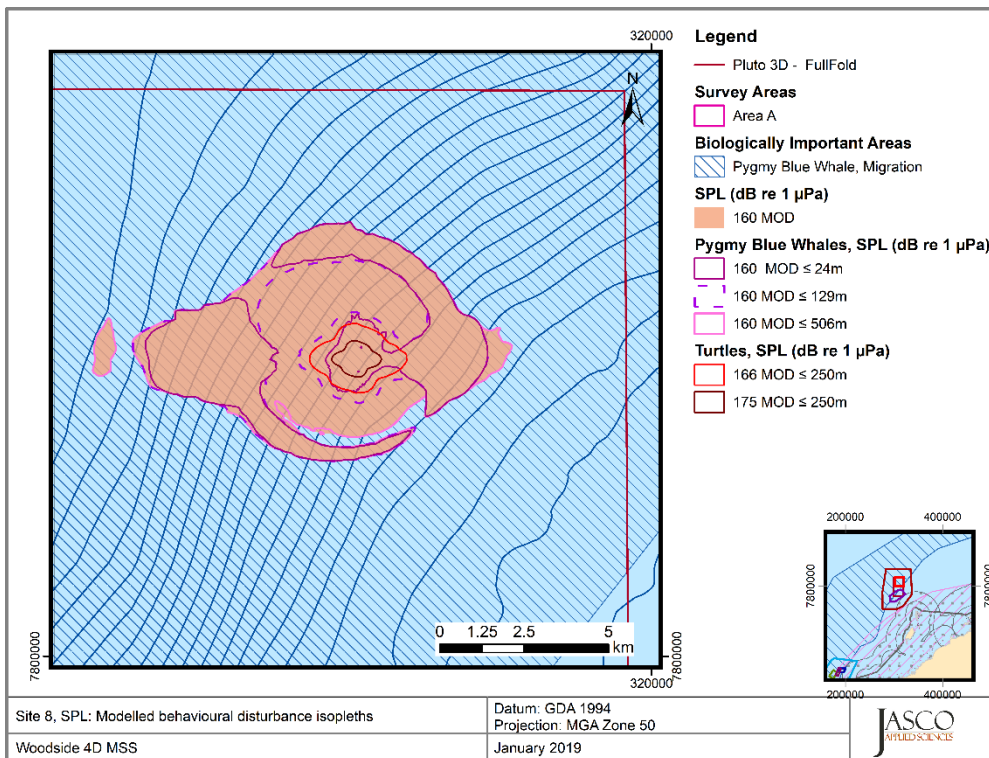 320000
N
7800000
7800000
320000
0 1.25 2.5 5
km
Legend
Pluto 3D - FullFold
Survey Areas
Area A
Biologically Important Areas
Pygmy Blue Whale, Migration
SPL (dB re 1 µPa)
160 MOD
Pygmy Blue Whales, SPL (dB re 1 µPa)
160 MOD ≤ 24m
160 MOD ≤ 129m
160 MOD ≤ 506m
Turtles, SPL (dB re 1 µPa)
166 MOD ≤ 250m
175 MOD ≤ 250m
200000 400000
7800000
7800000
200000 400000
Site 8, SPL: Modelled behavioural disturbance isopleths
Datum: GDA 1994
Projection: MGA Zone 50
Woodside 4D MSS
January 2019
JASCO
APPLIED SCIENCES